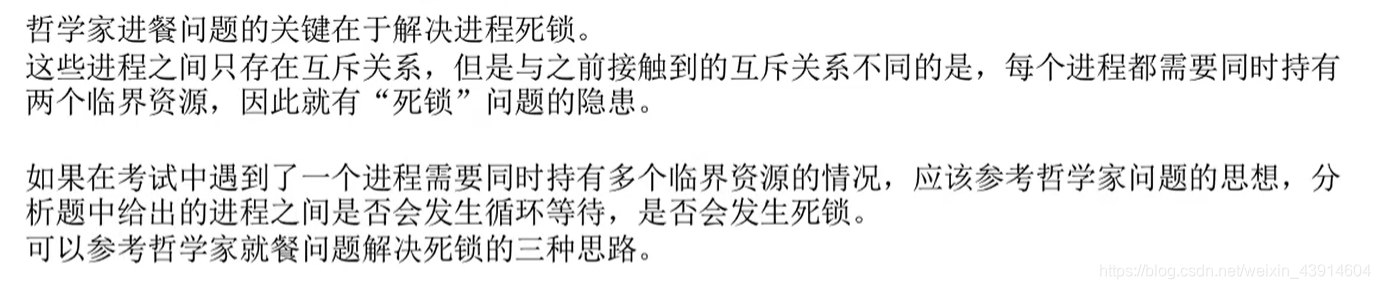 哲学家进餐问题的关键在于解决进程死锁。
这些进程之间只存在互斥关系，但是与之前接触到的互斥关系不同的是，每个进程都需要同时持有
两个临界资源，因此就有“死锁”问题的隐患。
如果在考试中遇到了一个进程需要同时持有多个临界资源的情况，应该参考哲学家问题的思想，分
析题中给出的进程之间是否会发生循环等待，是否会发生死锁。
可以参考哲学家就餐问题解决死锁的三种思路。
https://blog.csdn.net/weixin_43914604